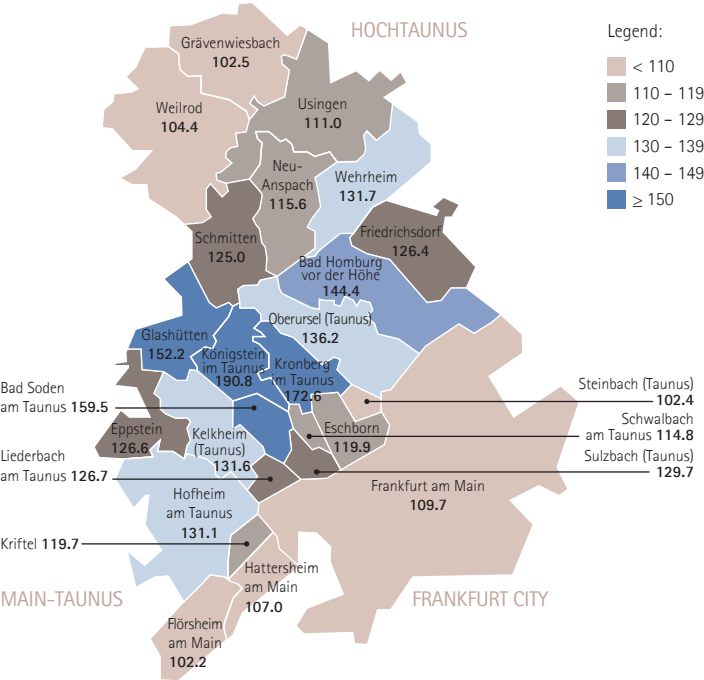 HOCHTAUNUS
Legend:
< 110
110 – 119
120 – 129
130 – 139
140 – 149
≥ 150
Grävenwiesbach
102.5
Weilrod
104.4
Usingen
111.0
Neu-
Anspach
115.6
Wehrheim
131.7
Schmitten
125.0
Friedrichsdorf
126.4
Bad Homburg
vor der Höhe
144.4
Oberursel (Taunus)
136.2
Glashütten
152.2
Königstein
im Taunus
190.8
Kronberg
im Taunus
172.6
Bad Soden
am Taunus 159.5
Steinbach (Taunus)
102.4
Schwalbach
am Taunus 114.8
Eschborn
119.9
Eppstein
126.6
Kelkheim
(Taunus)
131.6
Liederbach
am Taunus 126.7
Sulzbach (Taunus)
129.7
Frankfurt am Main
109.7
Hofheim
am Taunus
131.1
Kriftel 119.7
Hattersheim
am Main
107.0
MAIN-TAUNUS
FRANKFURT CITY
Flörsheim
am Main
102.2